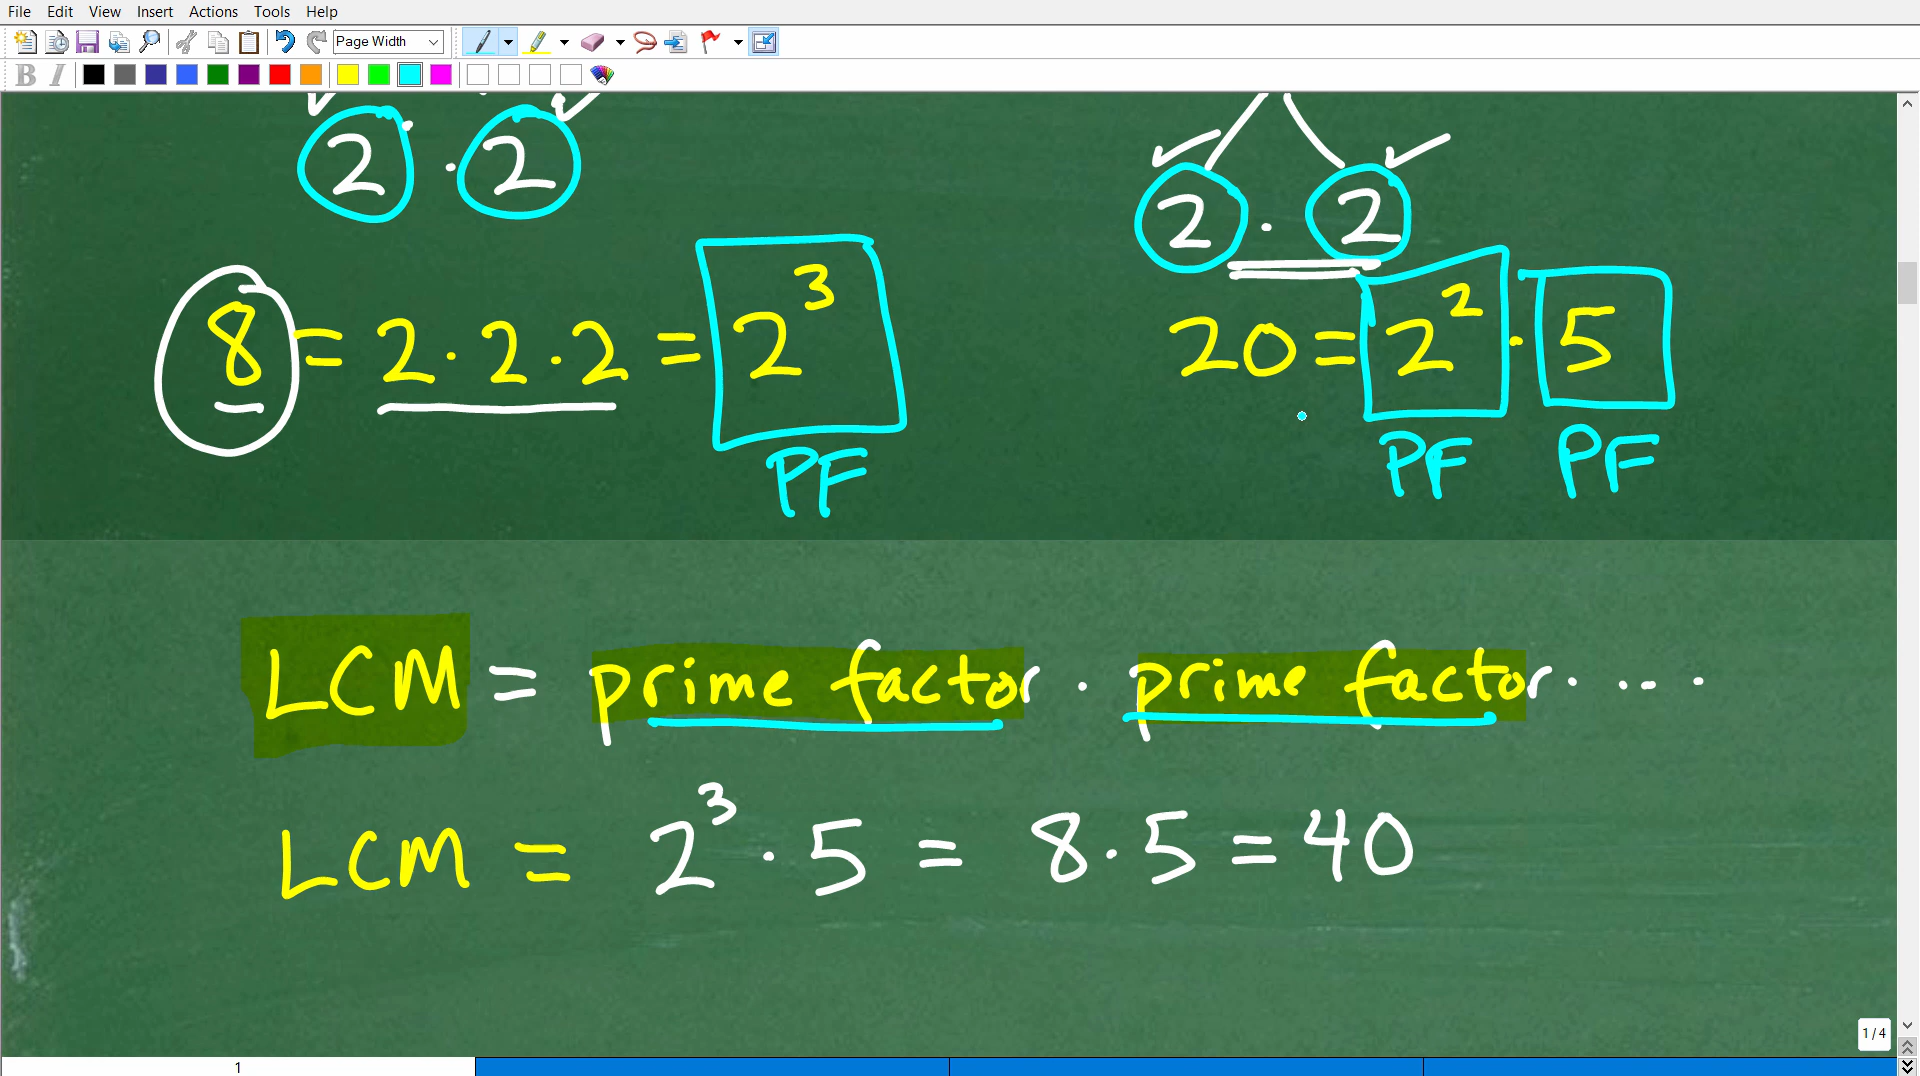 File Edit View Insert Actions Tools Help
Page Width
B I
2 · 2
2 · 2
8 = 2 · 2 · 2 = 2³
20 = 2² · 5
PF
PF PF
LCM = prime factor · prime factor · ...
LCM = 2³ · 5 = 8 · 5 = 40
1 / 4
1